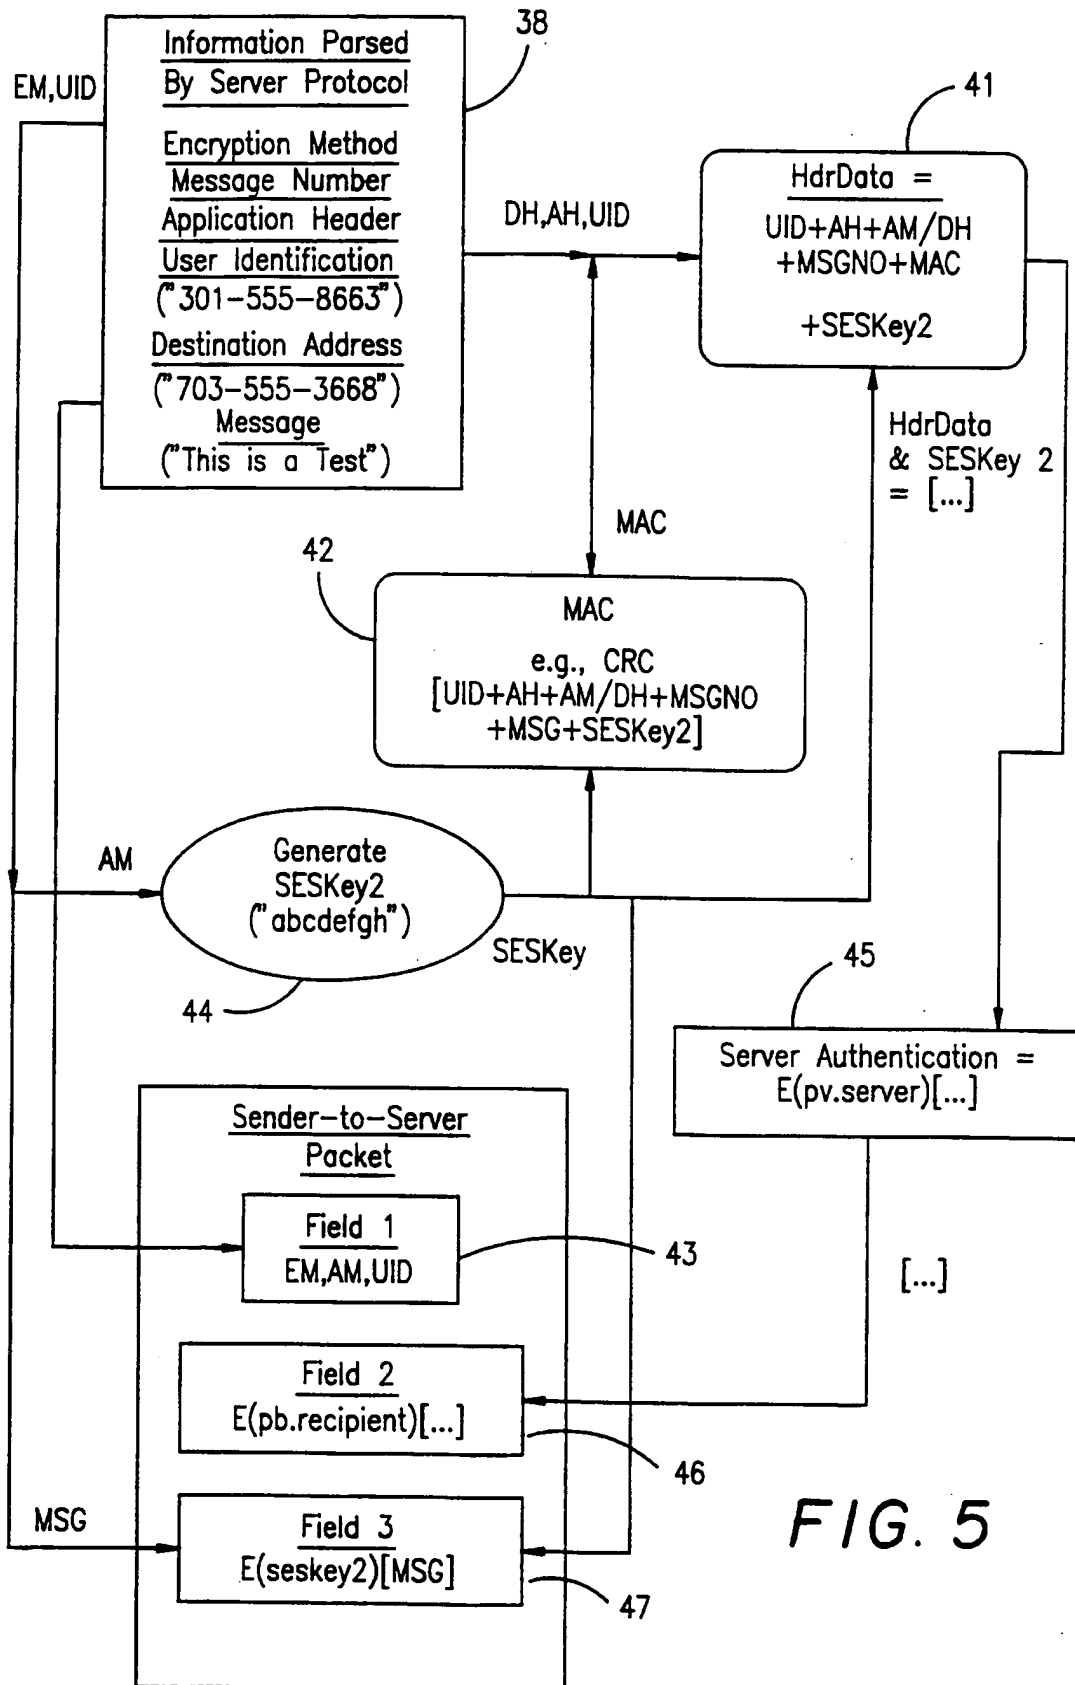 38
Information Parsed
By Server Protocol
EM,UID
Encryption Method
Message Number
Application Header
User Identification
("301-555-8663")
Destination Address
("703-555-3668")
Message
("This is a Test")
DH,AH,UID
41
HdrData =
UID+AH+AM/DH
+MSGNO+MAC
+SESKey2
HdrData
& SESKey 2
= [...]
MAC
42
MAC
e.g., CRC
[UID+AH+AM/DH+MSGNO
+MSG+SESKey2]
AM
Generate
SESKey2
("abcdefgh")
SESKey
44
45
Server Authentication =
E(pv.server)[...]
Sender-to-Server
Packet
Field 1
EM,AM,UID
43
[...]
Field 2
E(pb.recipient)[...]
46
MSG
Field 3
E(seskey2)[MSG]
47
FIG. 5